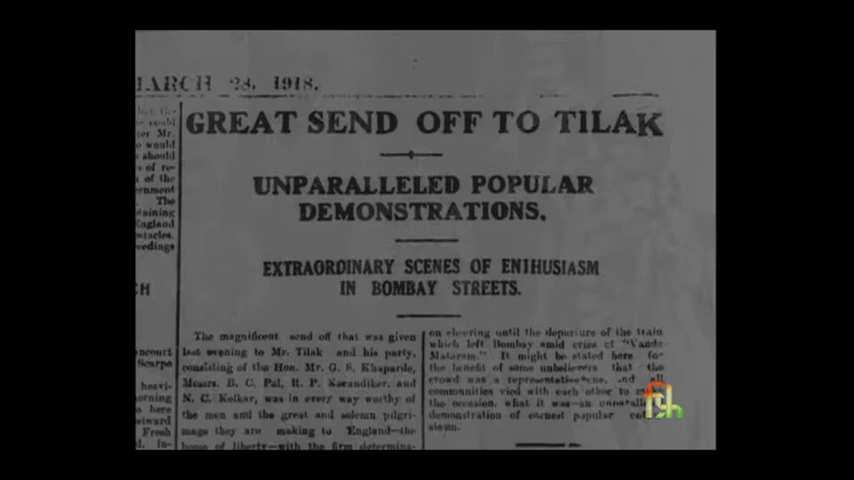 MARCH 28, 1918.
GREAT SEND OFF TO TILAK
UNPARALLELED POPULAR
DEMONSTRATIONS.
EXTRAORDINARY SCENES OF ENIHUSIASM
IN BOMBAY STREETS.
The magnificent send off that was given
last evening to Mr. Tilak and his party,
consisting of the Hon. Mr. G. S. Khaparde,
Messrs. B. C. Pal, R. P. Karandiker, and
N. C. Kelkar, was in every way worthy of
the men and the great and solemn pilgri-
mage they are making to England—the
home of liberty—with the firm determina-
on cheering until the departure of the train
which left Bombay amid cries of "Vande
Mataram." It might be stated here for
the benefit of some unbelievers that the
crowd was a representative one, and all
communities vied with each other to
the occasion, what it was—an
demonstration of earnest popular
siasm.